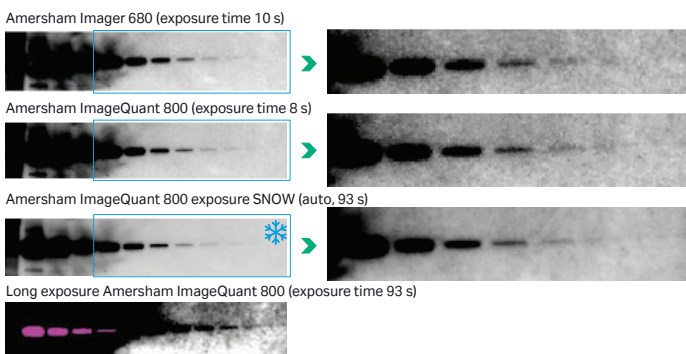 Amersham Imager 680 (exposure time 10 s)
Amersham ImageQuant 800 (exposure time 8 s)
Amersham ImageQuant 800 exposure SNOW (auto, 93 s)
Long exposure Amersham ImageQuant 800 (exposure time 93 s)